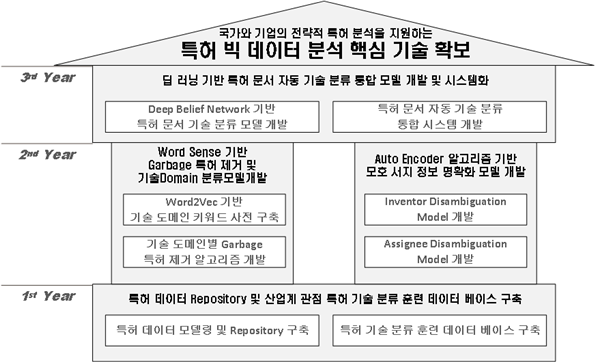 국가와 기업의 전략적 특허 분석을 지원하는
특허 빅 데이터 분석 핵심 기술 확보
3rd Year
딥 러닝 기반 특허 문서 자동 기술 분류 통합 모델 개발 및 시스템화
Deep Belief Network 기반
특허 문서 기술 분류 모델 개발
특허 문서 자동 기술 분류
통합 시스템 개발
2nd Year
Word Sense 기반
Garbage 특허 제거 및
기술Domain 분류모델개발
Word2Vec 기반
기술 도메인 키워드 사전 구축
기술 도메인별 Garbage
특허 제거 알고리즘 개발
Auto Encoder 알고리즘 기반
모호 서지 정보 명확화 모델 개발
Inventor Disambiguation
Model 개발
Assignee Disambiguation
Model 개발
1st Year
특허 데이터 Repository 및 산업계 관점 특허 기술 분류 훈련 데이터 베이스 구축
특허 데이터 모델령 및 Repository 구축
특허 기술 분류 훈련 데이터 베이스 구축